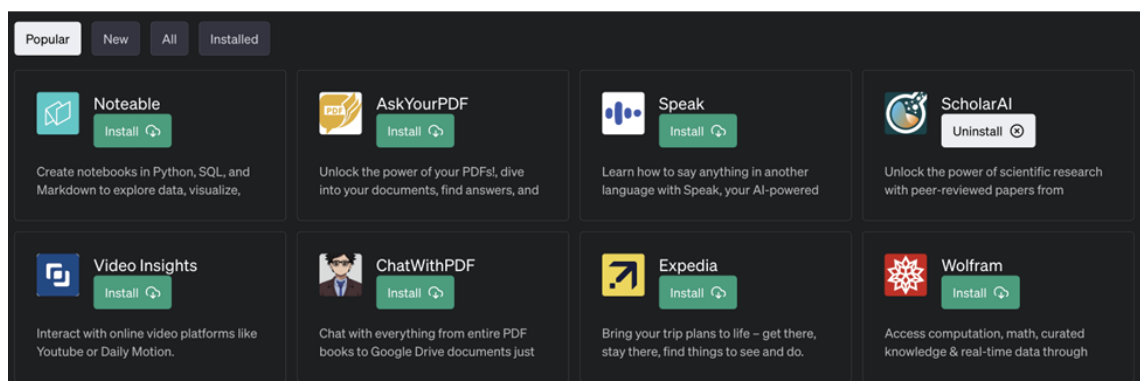 Popular
New
All
Installed
Noteable
Install
Create notebooks in Python, SQL, and
Markdown to explore data, visualize,
AskYourPDF
PDF
Install
Unlock the power of your PDFs!, dive
into your documents, find answers, and
Speak
Install
Learn how to say anything in another
language with Speak, your AI-powered
ScholarAI
Uninstall
Unlock the power of scientific research
with peer-reviewed papers from
Video Insights
Install
Interact with online video platforms like
Youtube or Daily Motion.
ChatWithPDF
Install
Chat with everything from entire PDF
books to Google Drive documents just
Expedia
Install
Bring your trip plans to life – get there,
stay there, find things to see and do.
Wolfram
Install
Access computation, math, curated
knowledge & real-time data through